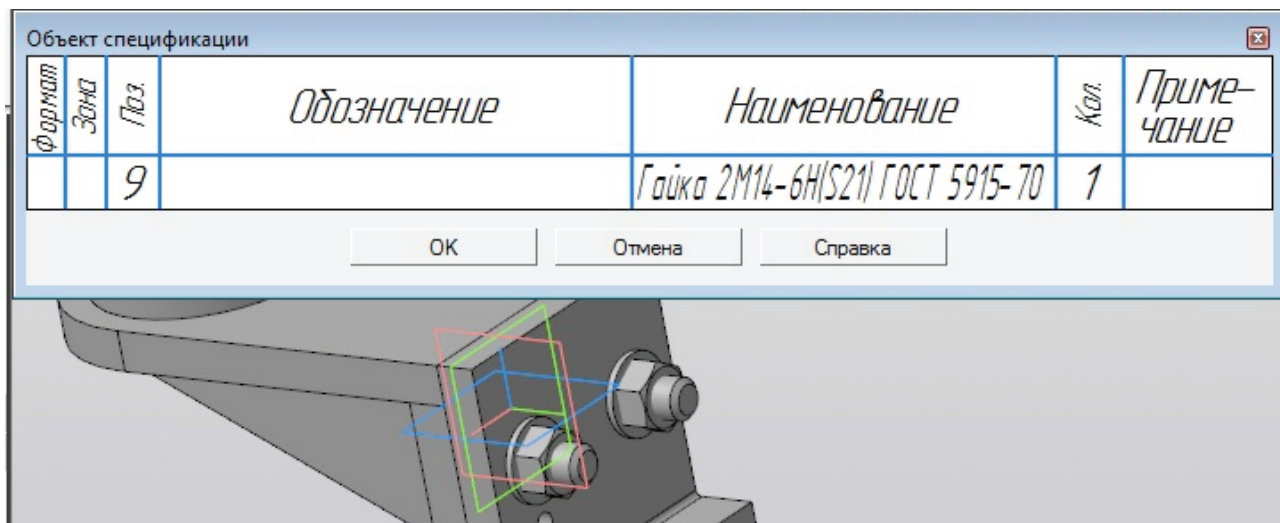 Объект спецификации
Формат Зона Поз. Обозначение Наименование Кол. Приме-
чание
9 Гайка 2М14-6Н(S21) ГОСТ 5915-70 1
ОК Отмена Справка